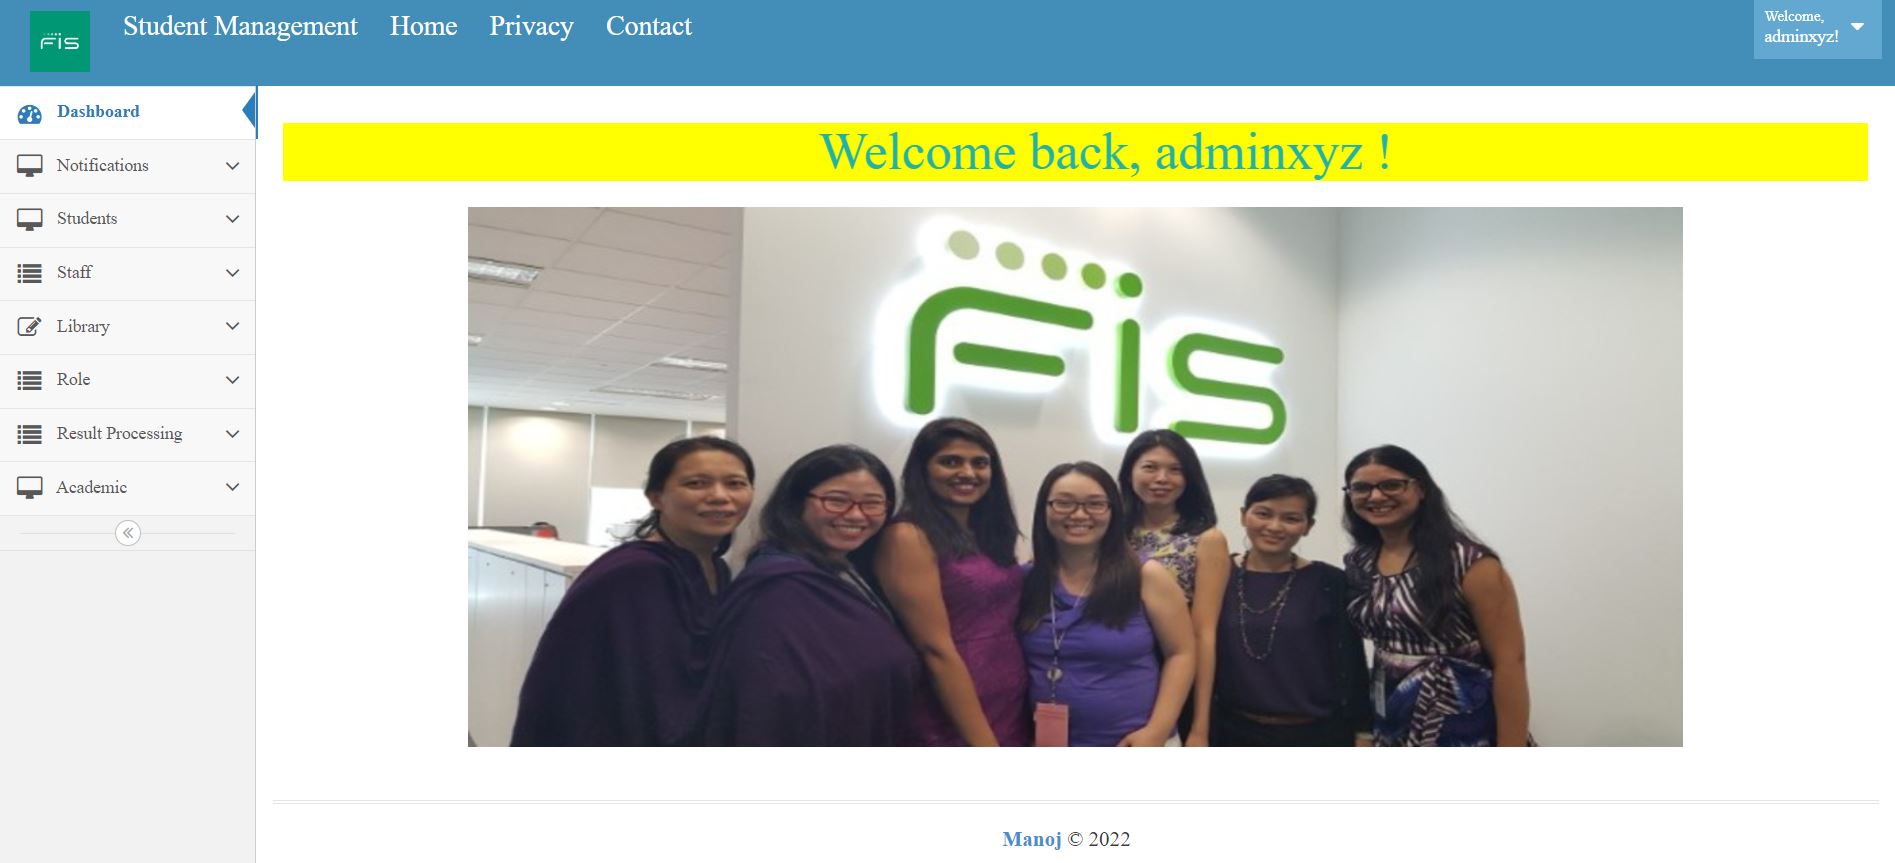 FIS
Student Management Home Privacy Contact
Welcome,
adminxyz!
Dashboard
Notifications
Students
Staff
Library
Role
Result Processing
Academic
Welcome back, adminxyz !
FIS
Manoj © 2022